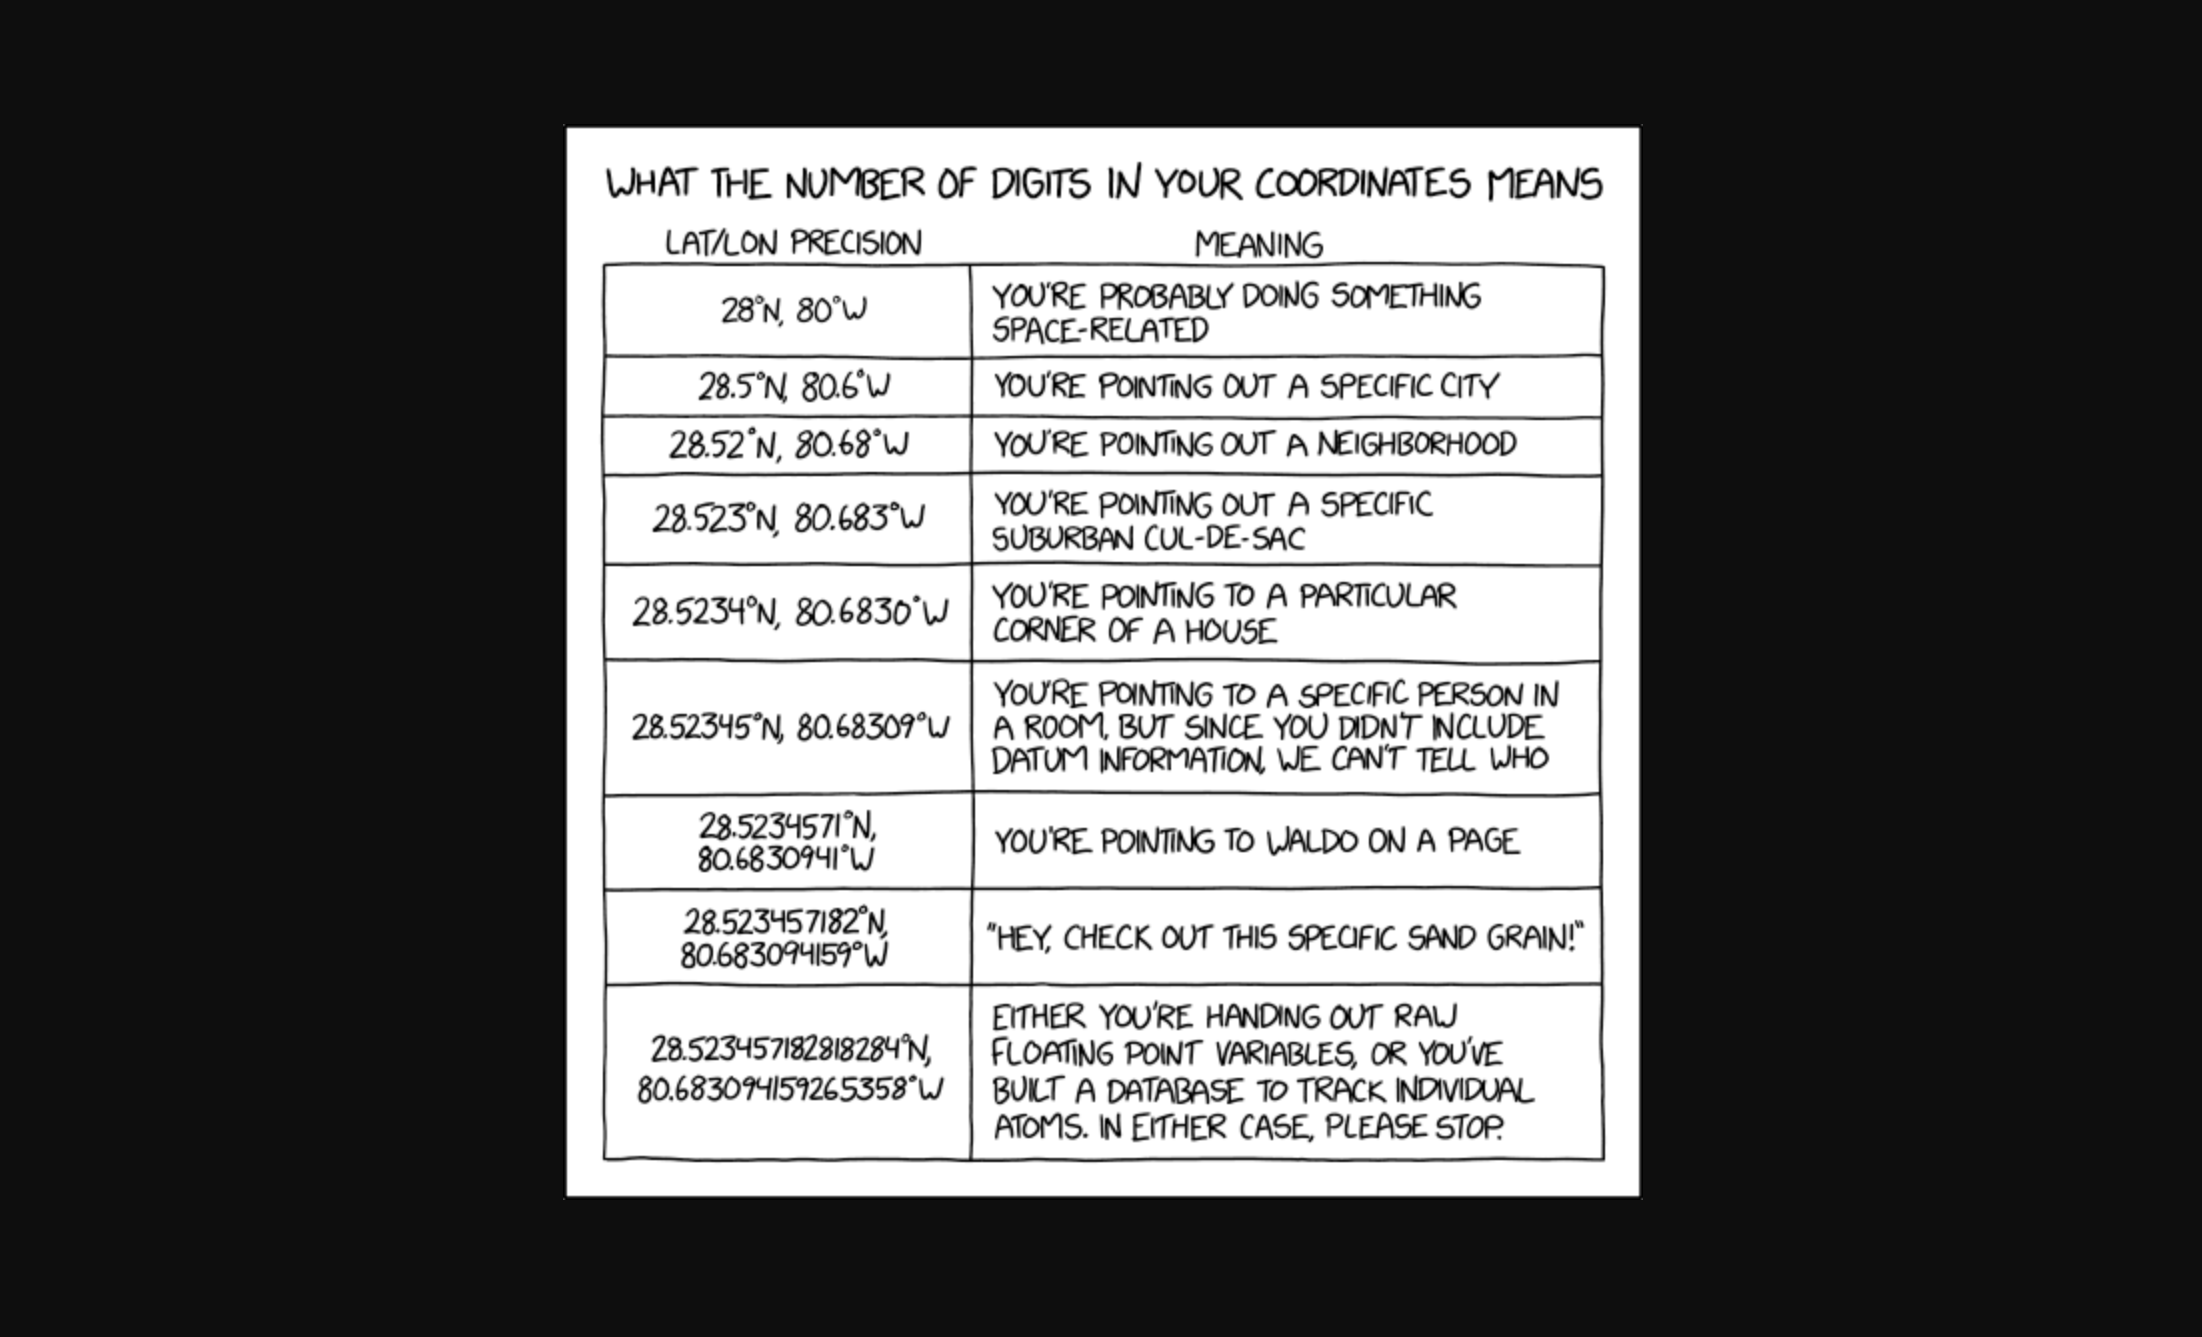 WHAT THE NUMBER OF DIGITS IN YOUR COORDINATES MEANS
LAT/LON PRECISION
MEANING
28°N, 80°W
YOU'RE PROBABLY DOING SOMETHING
SPACE-RELATED
28.5°N, 80.6°W
YOU'RE POINTING OUT A SPECIFIC CITY
28.52°N, 80.68°W
YOU'RE POINTING OUT A NEIGHBORHOOD
28.523°N, 80.683°W
YOU'RE POINTING OUT A SPECIFIC
SUBURBAN CUL-DE-SAC
28.5234°N, 80.6830°W
YOU'RE POINTING TO A PARTICULAR
CORNER OF A HOUSE
28.52345°N, 80.68309°W
YOU'RE POINTING TO A SPECIFIC PERSON IN
A ROOM, BUT SINCE YOU DIDN'T INCLUDE
DATUM INFORMATION, WE CAN'T TELL WHO
28.5234571°N,
80.6830941°W
YOU'RE POINTING TO WALDO ON A PAGE
28.523457182°N,
80.683094159°W
"HEY, CHECK OUT THIS SPECIFIC SAND GRAIN!"
28.523457182818284°N,
80.683094159265358°W
EITHER YOU'RE HANDING OUT RAW
FLOATING POINT VARIABLES, OR YOU'VE
BUILT A DATABASE TO TRACK INDIVIDUAL
ATOMS. IN EITHER CASE, PLEASE STOP.